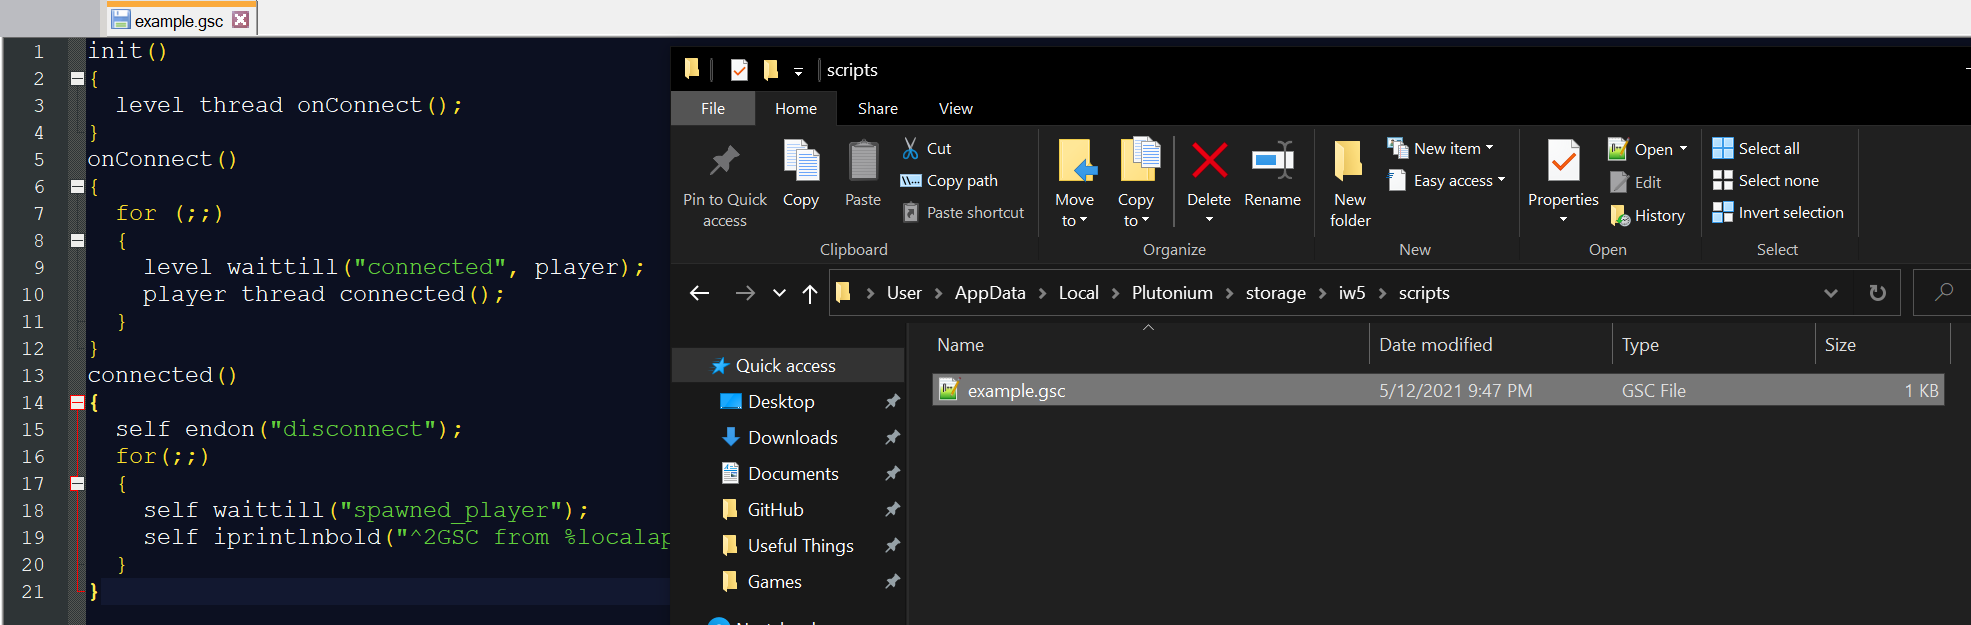 example.gsc
1 init()
2 {
3 level thread onConnect();
4 }
5 onConnect()
6 {
7 for (;;)
8 {
9 level waittill("connected", player);
10 player thread connected();
11 }
12 }
13 connected()
14 {
15 self endon("disconnect");
16 for(;;)
17 {
18 self waittill("spawned_player");
19 self iprintlnbold("^2GSC from %localap
20 }
21 }
scripts
File Home Share View
Pin to Quick access
Copy
Paste
Cut
Copy path
Paste shortcut
Clipboard
Move to
Copy to
Delete
Rename
Organize
New folder
New item
Easy access
New
Properties
Open
Edit
History
Open
Select all
Select none
Invert selection
Select
User AppData Local Plutonium storage iw5 scripts
Name Date modified Type Size
example.gsc 5/12/2021 9:47 PM GSC File 1 KB
Quick access
Desktop
Downloads
Documents
GitHub
Useful Things
Games